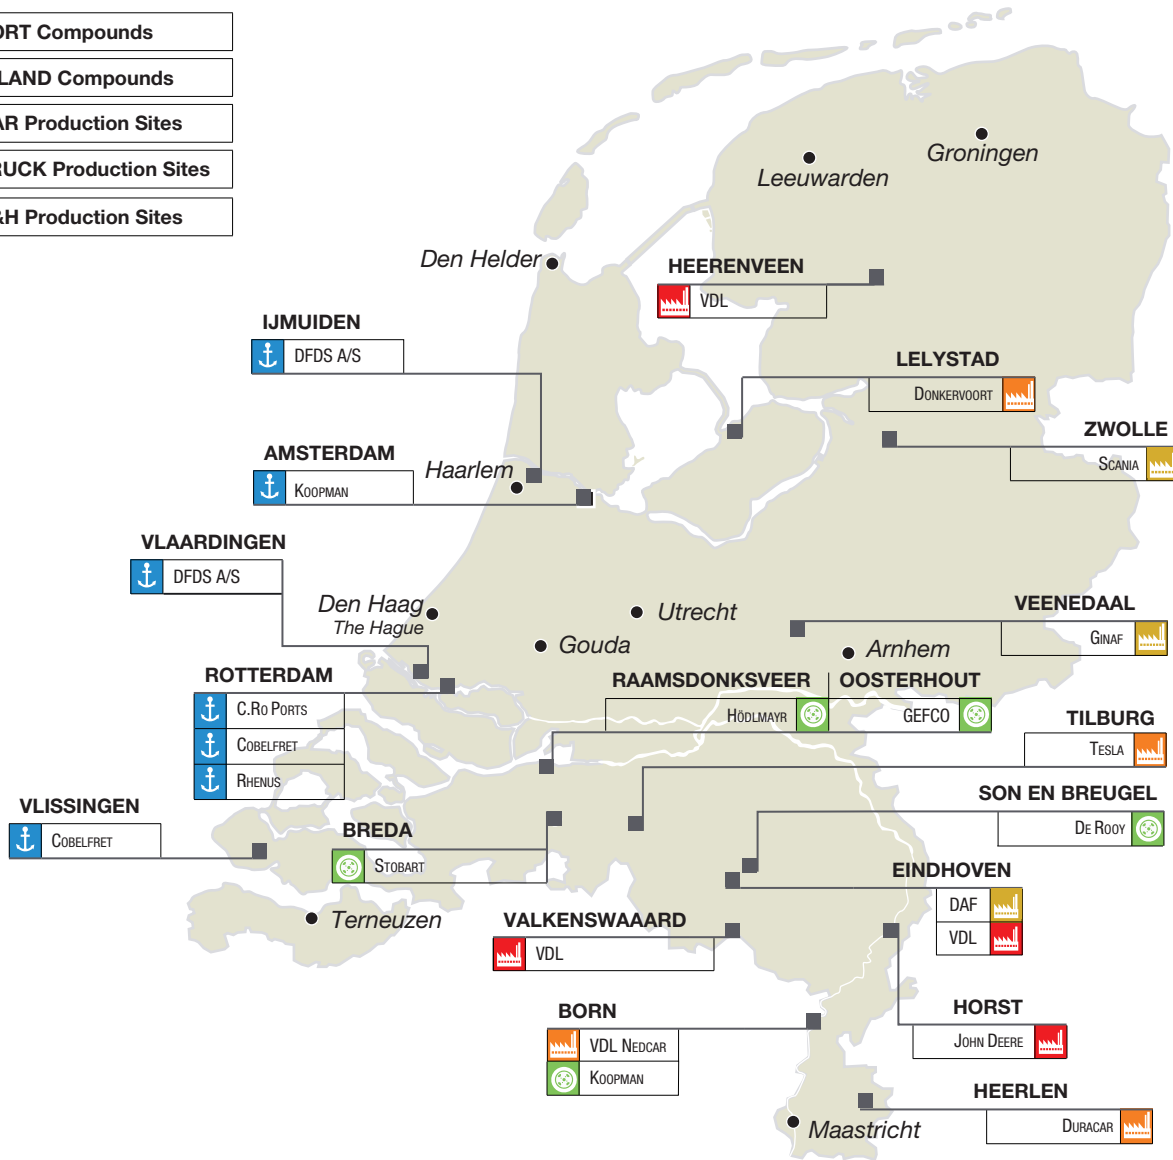 ORT Compounds
LAND Compounds
AR Production Sites
RUCK Production Sites
&H Production Sites
Groningen
Leeuwarden
Den Helder
HEERENVEEN
VDL
IJMUIDEN
DFDS A/S
LELYSTAD
DONKERVOORT
ZWOLLE
SCANIA
AMSTERDAM
KOOPMAN
Haarlem
VLAARDINGEN
DFDS A/S
Den Haag
The Hague
Utrecht
Gouda
VEENEDAAL
GINAF
Arnhem
ROTTERDAM
C.RO PORTS
COBELFRET
RHENUS
RAAMSDONKSVEER
HÖDLMAYR
OOSTERHOUT
GEFCO
TILBURG
TESLA
VLISSINGEN
COBELFRET
BREDA
STOBART
SON EN BREUGEL
DE ROOY
EINDHOVEN
DAF
VDL
Terneuzen
VALKENSWAAARD
VDL
BORN
VDL NEDCAR
KOOPMAN
HORST
JOHN DEERE
HEERLEN
DURACAR
Maastricht